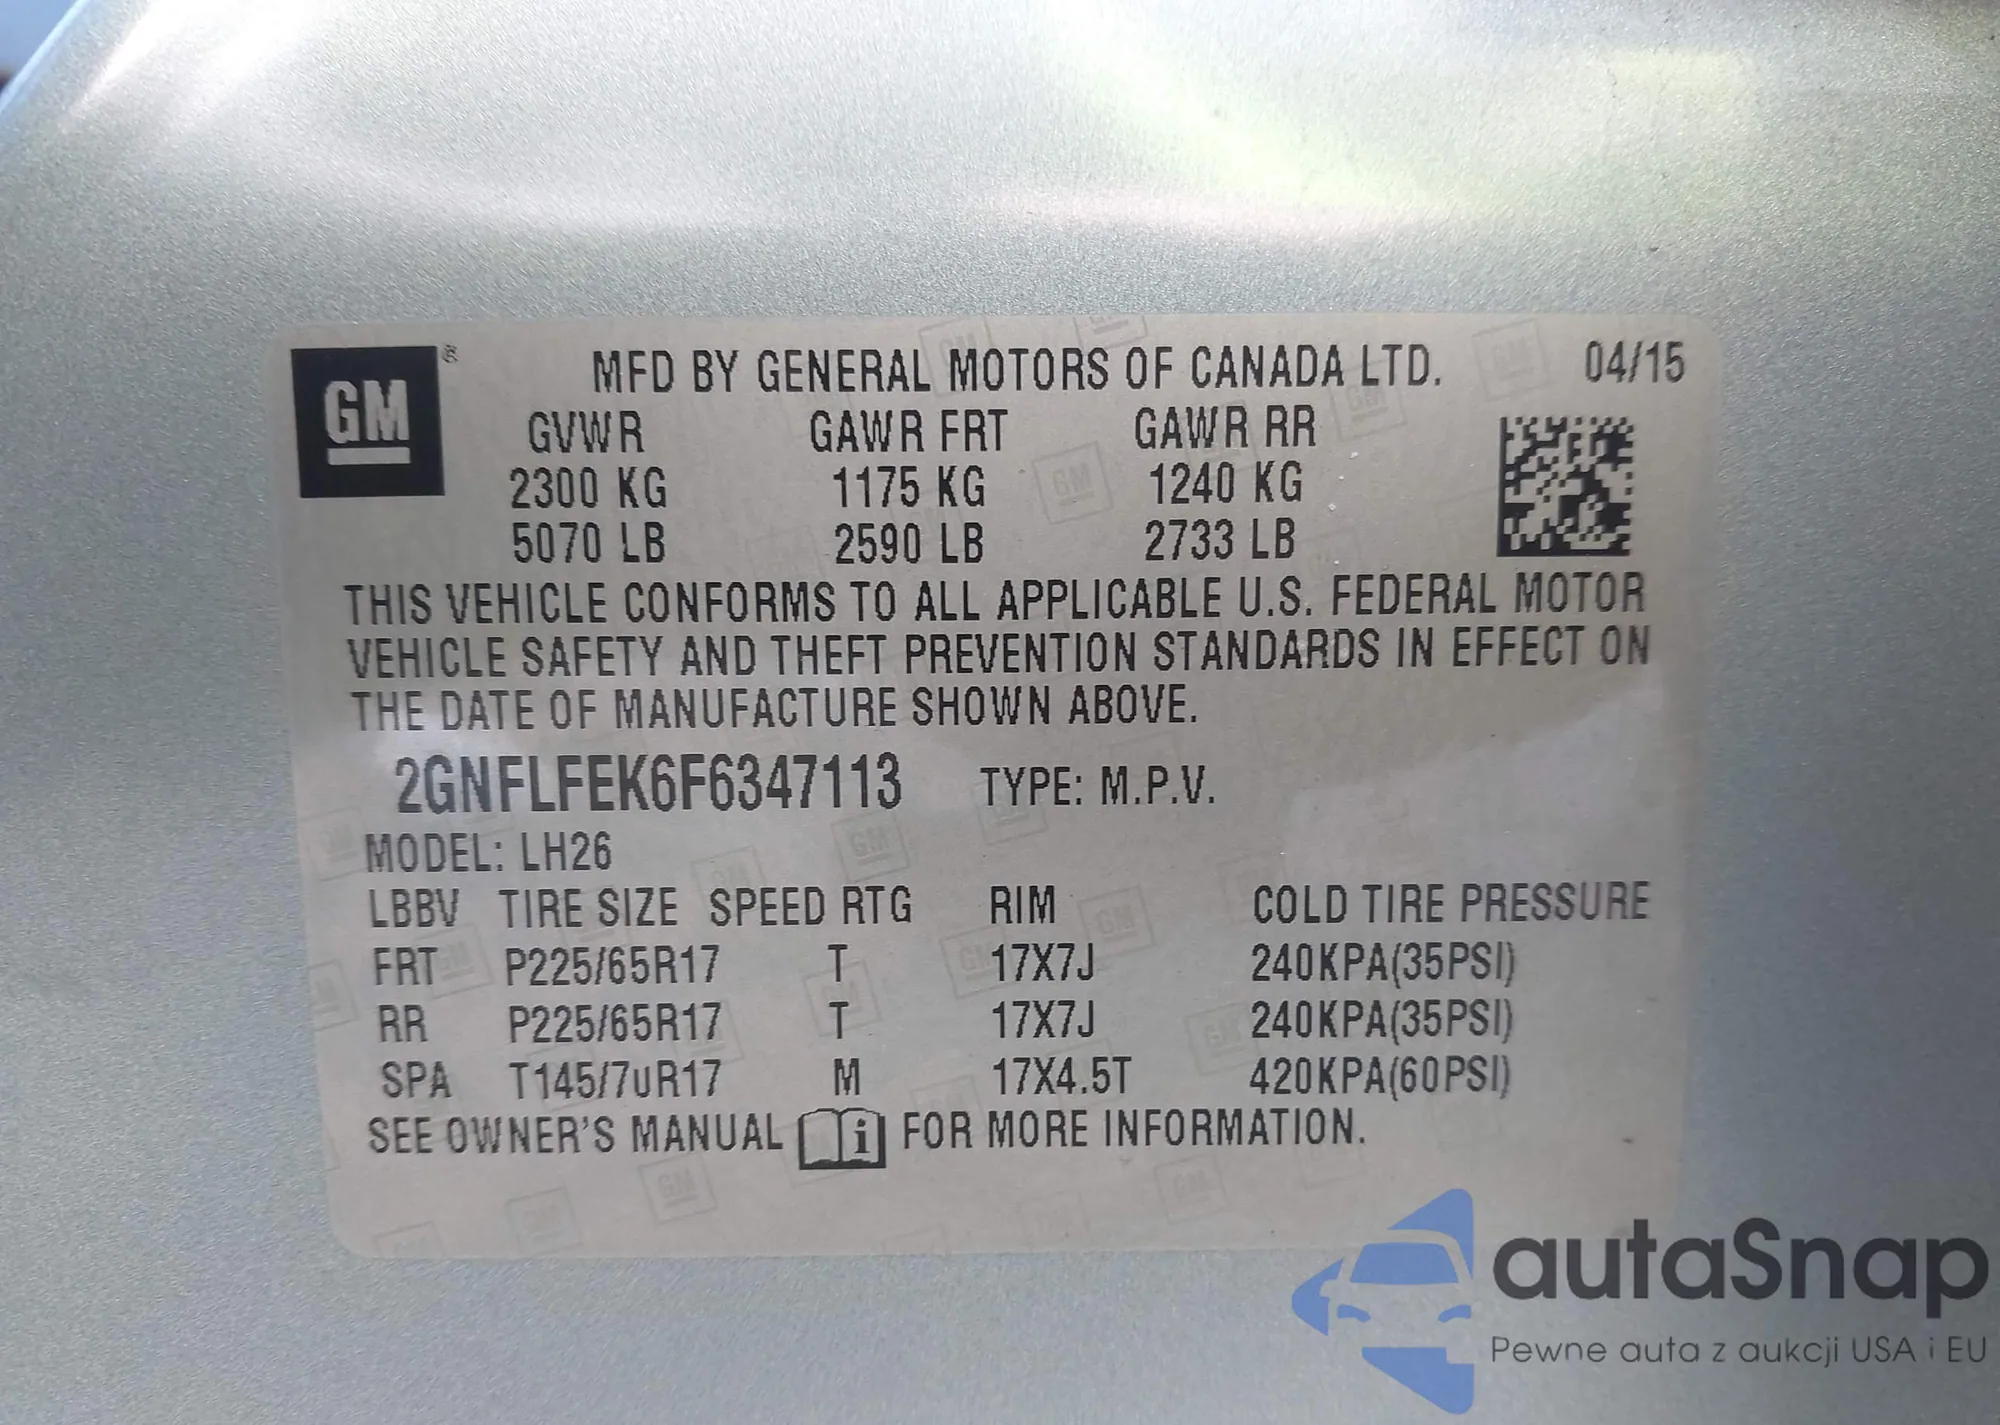 GM ®
MFD BY GENERAL MOTORS OF CANADA LTD. 04/15
GVWR GAWR FRT GAWR RR
2300 KG 1175 KG 1240 KG
5070 LB 2590 LB 2733 LB
THIS VEHICLE CONFORMS TO ALL APPLICABLE U.S. FEDERAL MOTOR
VEHICLE SAFETY AND THEFT PREVENTION STANDARDS IN EFFECT ON
THE DATE OF MANUFACTURE SHOWN ABOVE.
2GNFLFEK6F6347113 TYPE: M.P.V.
MODEL: LH26
LBBV TIRE SIZE SPEED RTG RIM COLD TIRE PRESSURE
FRT P225/65R17 T 17X7J 240KPA(35PSI)
RR P225/65R17 T 17X7J 240KPA(35PSI)
SPA T145/70R17 M 17X4.5T 420KPA(60PSI)
SEE OWNER'S MANUAL i FOR MORE INFORMATION.
autaSnap
Pewne auta z aukcji USA i EU